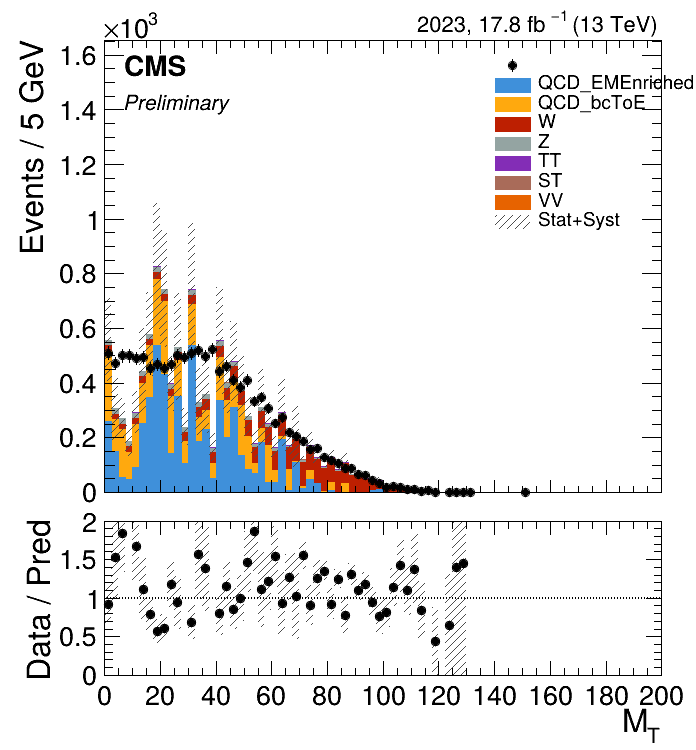 ×10³
2023, 17.8 fb⁻¹ (13 TeV)
CMS
Preliminary
QCD_EMEnriched
QCD_bcToE
W
Z
TT
ST
VV
Stat+Syst
Events / 5 GeV
1.6
1.4
1.2
1
0.8
0.6
0.4
0.2
0
Data / Pred
2
1.5
1
0.5
0
0 20 40 60 80 100 120 140 160 180 200
M_T